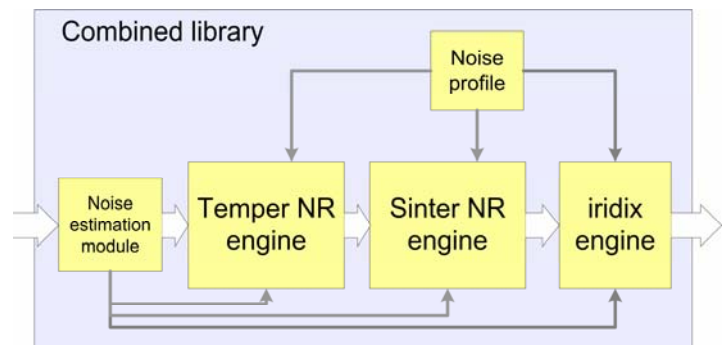 Combined library
Noise
profile
Noise
estimation
module
Temper NR
engine
Sinter NR
engine
iridix
engine